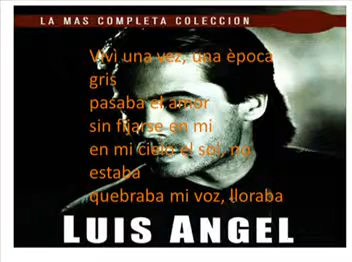 LA MAS COMPLETA COLECCION
Vivì una vez, una època
gris
pasaba el amor
sin fijarse en mi
en mi cielo el sol, no
estaba
quebraba mi voz, lloraba
LUIS ANGEL